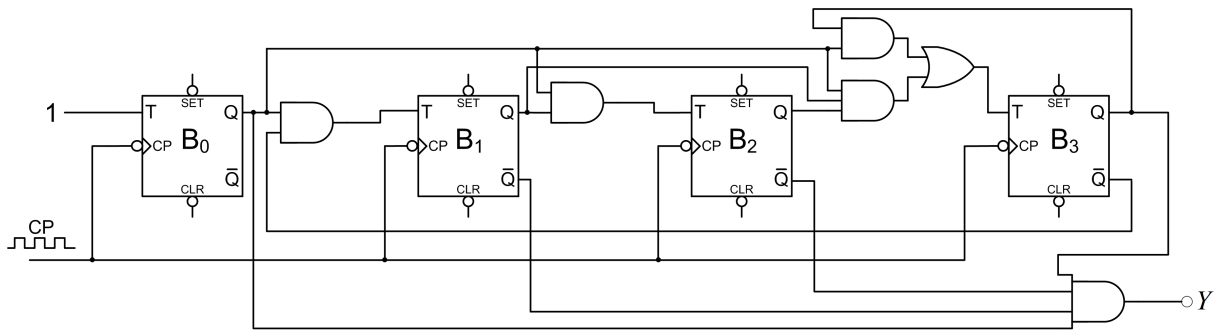 1
T
SET
Q
B0
CP
Q̅
CLR
T
SET
Q
B1
CP
Q̅
CLR
T
SET
Q
B2
CP
Q̅
CLR
T
SET
Q
B3
CP
Q̅
CLR
CP
Y